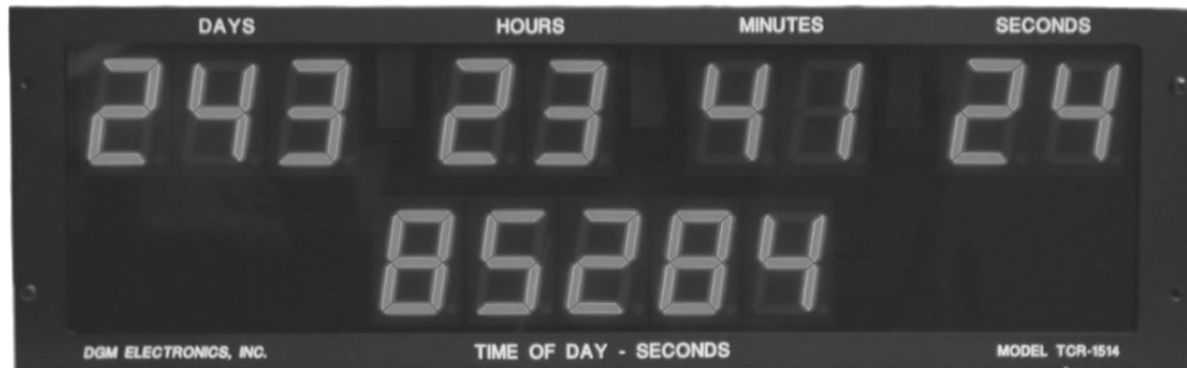 DAYS HOURS MINUTES SECONDS
243 23 41 24
85284
DGM ELECTRONICS, INC. TIME OF DAY - SECONDS MODEL TCR-1514